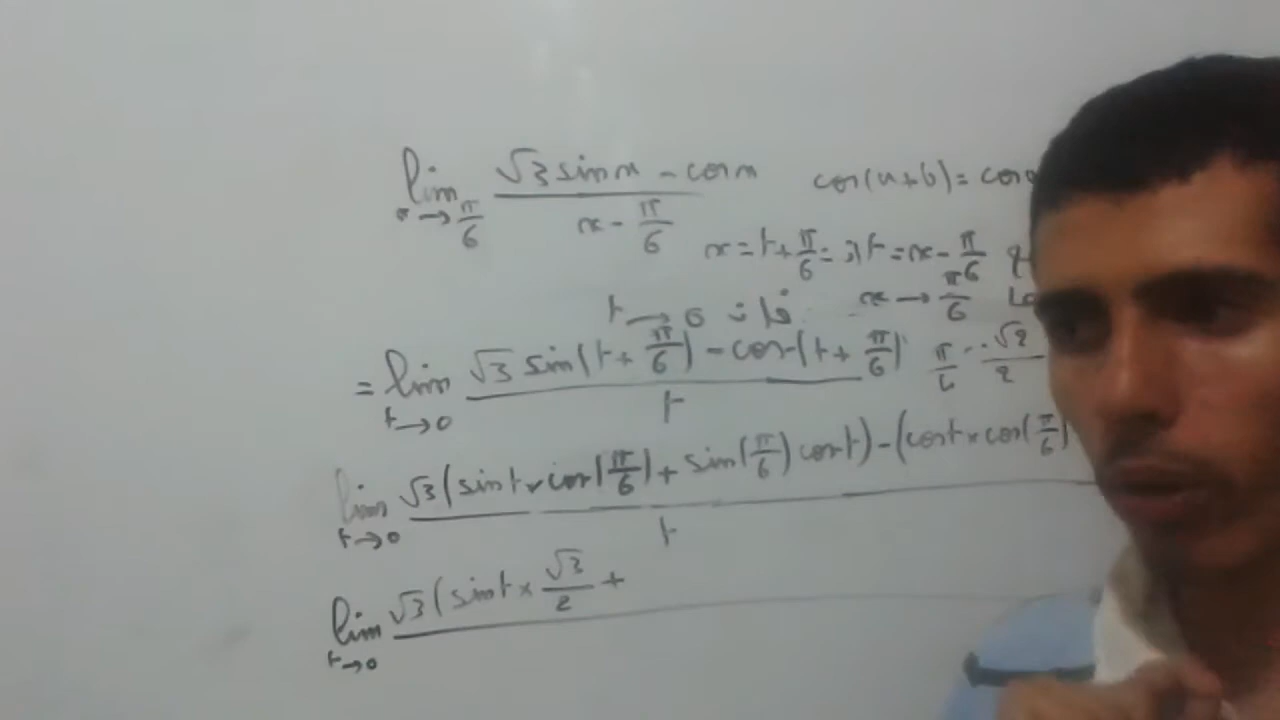 lim x→π/6 (√3 sin x - cos x)/(x - π/6) cos(a+b) = cos
x = t + π/6 : t = x - π/6
t → 0 فإن x → π/6 لما
= lim t→0 (√3 sin(t + π/6) - cos(t + π/6))/t π/6
lim t→0 (√3(sin t × cos(π/6) + sin(π/6) cos t) - (cos t × cos(π/6)/t
lim t→0 √3(sin t × √3/2 +